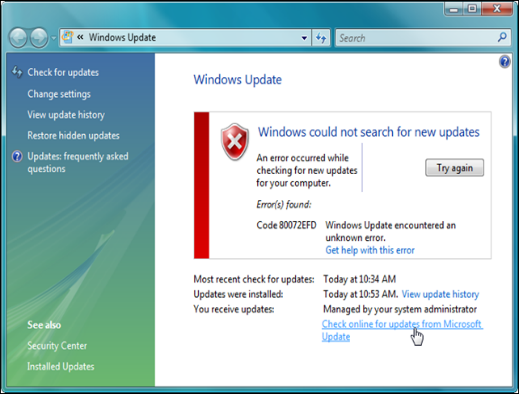 « Windows Update
Search
Check for updates
Change settings
View update history
Restore hidden updates
Updates: frequently asked
questions
See also
Security Center
Installed Updates
Windows Update
Windows could not search for new updates
An error occurred while
checking for new updates
for your computer.
Try again
Error(s) found:
Code 80072EFD Windows Update encountered an
unknown error.
Get help with this error
Most recent check for updates: Today at 10:34 AM
Updates were installed: Today at 10:53 AM. View update history
You receive updates: Managed by your system administrator
Check online for updates from Microsoft
Update